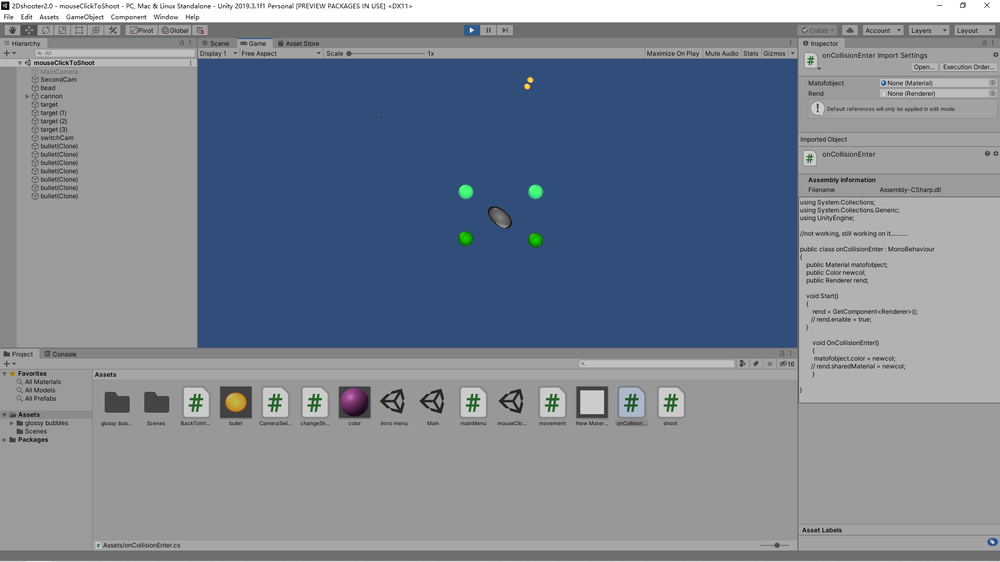 2Dshooter2.0 - mouseClickToShoot - PC, Mac & Linux Standalone - Unity 2019.3.1f1 Personal [PREVIEW PACKAGES IN USE] <DX11>
File Edit Assets GameObject Component Window Help
Pivot Global Collab Account Layers Layout
Hierarchy
All
mouseClickToShoot
MainCamera
SecondCam
bead
cannon
target
target (1)
target (2)
target (3)
switchCam
bullet(Clone)
bullet(Clone)
bullet(Clone)
bullet(Clone)
bullet(Clone)
bullet(Clone)
bullet(Clone)
Scene Game Asset Store
Display 1 Free Aspect Scale 1x Maximize On Play Mute Audio Stats Gizmos
Inspector
onCollisionEnter Import Settings
Open... Execution Order...
Matofobject None (Material)
Rend None (Renderer)
Default references will only be applied in edit mode.
Imported Object
onCollisionEnter
Assembly Information
Filename Assembly-CSharp.dll
using System.Collections;
using System.Collections.Generic;
using UnityEngine;
//not working, still working on it...........
public class onCollisionEnter : MonoBehaviour
{
public Material matofobject;
public Color newcol;
public Renderer rend;
void Start()
{
rend = GetComponent<Renderer>();
// rend.enable = true;
}
void OnCollisionEnter()
{
matofobject.color = newcol;
// rend.sharedMaterial = newcol;
}
}
Asset Labels
Project Console
16
Favorites
All Materials
All Models
All Prefabs
Assets
glossy bubbles
Scenes
Packages
Assets
glossy bub... Scenes BackToInt... bullet CameraSwi... changeSh... color intro menu Main mainMenu mouseClic... movement New Mater... onCollision... shoot
Assets/onCollisionEnter.cs